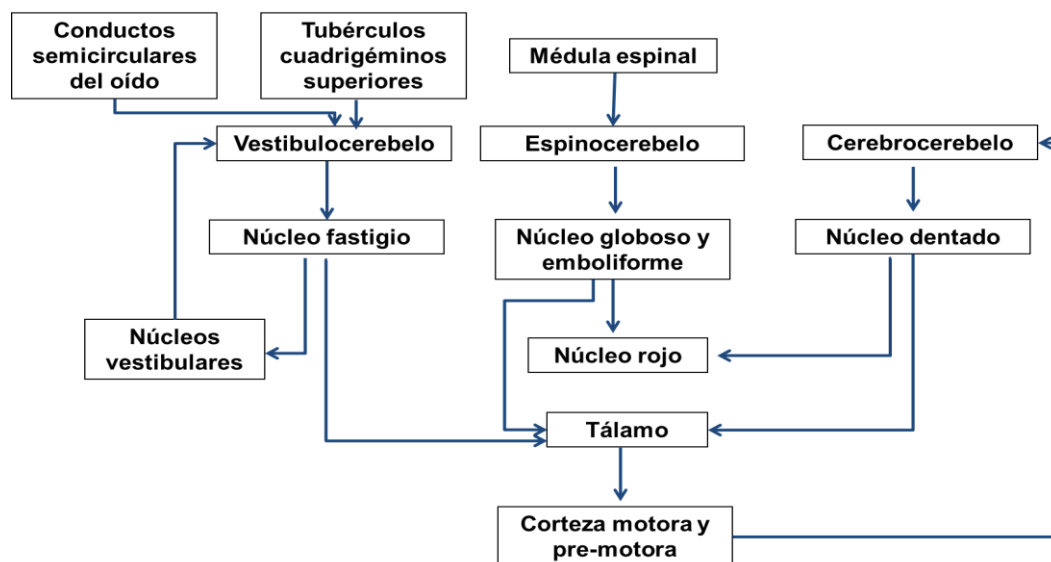 Conductos
semicirculares
del oído
Tubérculos
cuadrigéminos
superiores
Médula espinal
Vestibulocerebelo
Espinocerebelo
Cerebrocerebelo
Núcleo fastigio
Núcleo globoso y
emboliforme
Núcleo dentado
Núcleos
vestibulares
Núcleo rojo
Tálamo
Corteza motora y
pre-motora